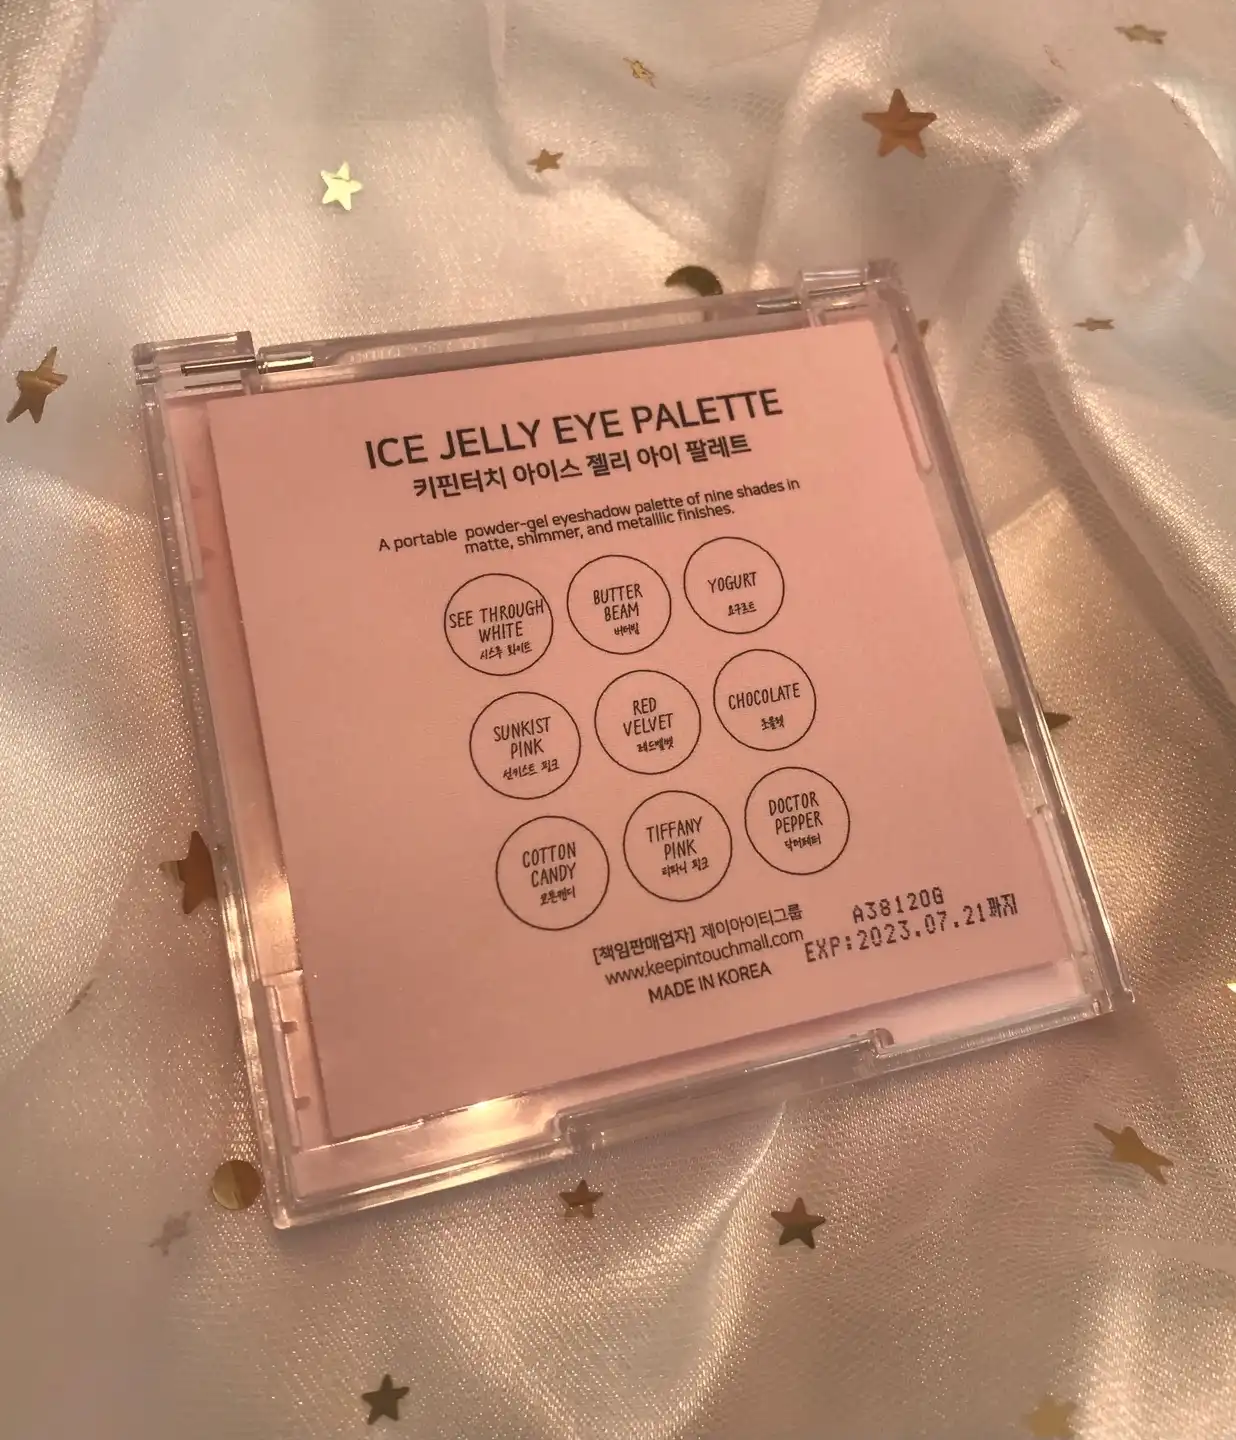 ICE JELLY EYE PALETTE
키핀터치 아이스 젤리 아이 팔레트
A portable powder-gel eyeshadow palette of nine shades in
matte, shimmer, and metallic finishes.
SEE THROUGH
WHITE
시스루 화이트
BUTTER
BEAM
버터빔
YOGURT
요구르트
SUNKIST
PINK
선키스트 핑크
RED
VELVET
레드벨벳
CHOCOLATE
초콜렛
COTTON
CANDY
코튼캔디
TIFFANY
PINK
티파니 핑크
DOCTOR
PEPPER
닥터페퍼
[책임판매업자] 제이아이티그룹
www.keepintouchmall.com
MADE IN KOREA
A38120G
EXP:2023.07.21까지